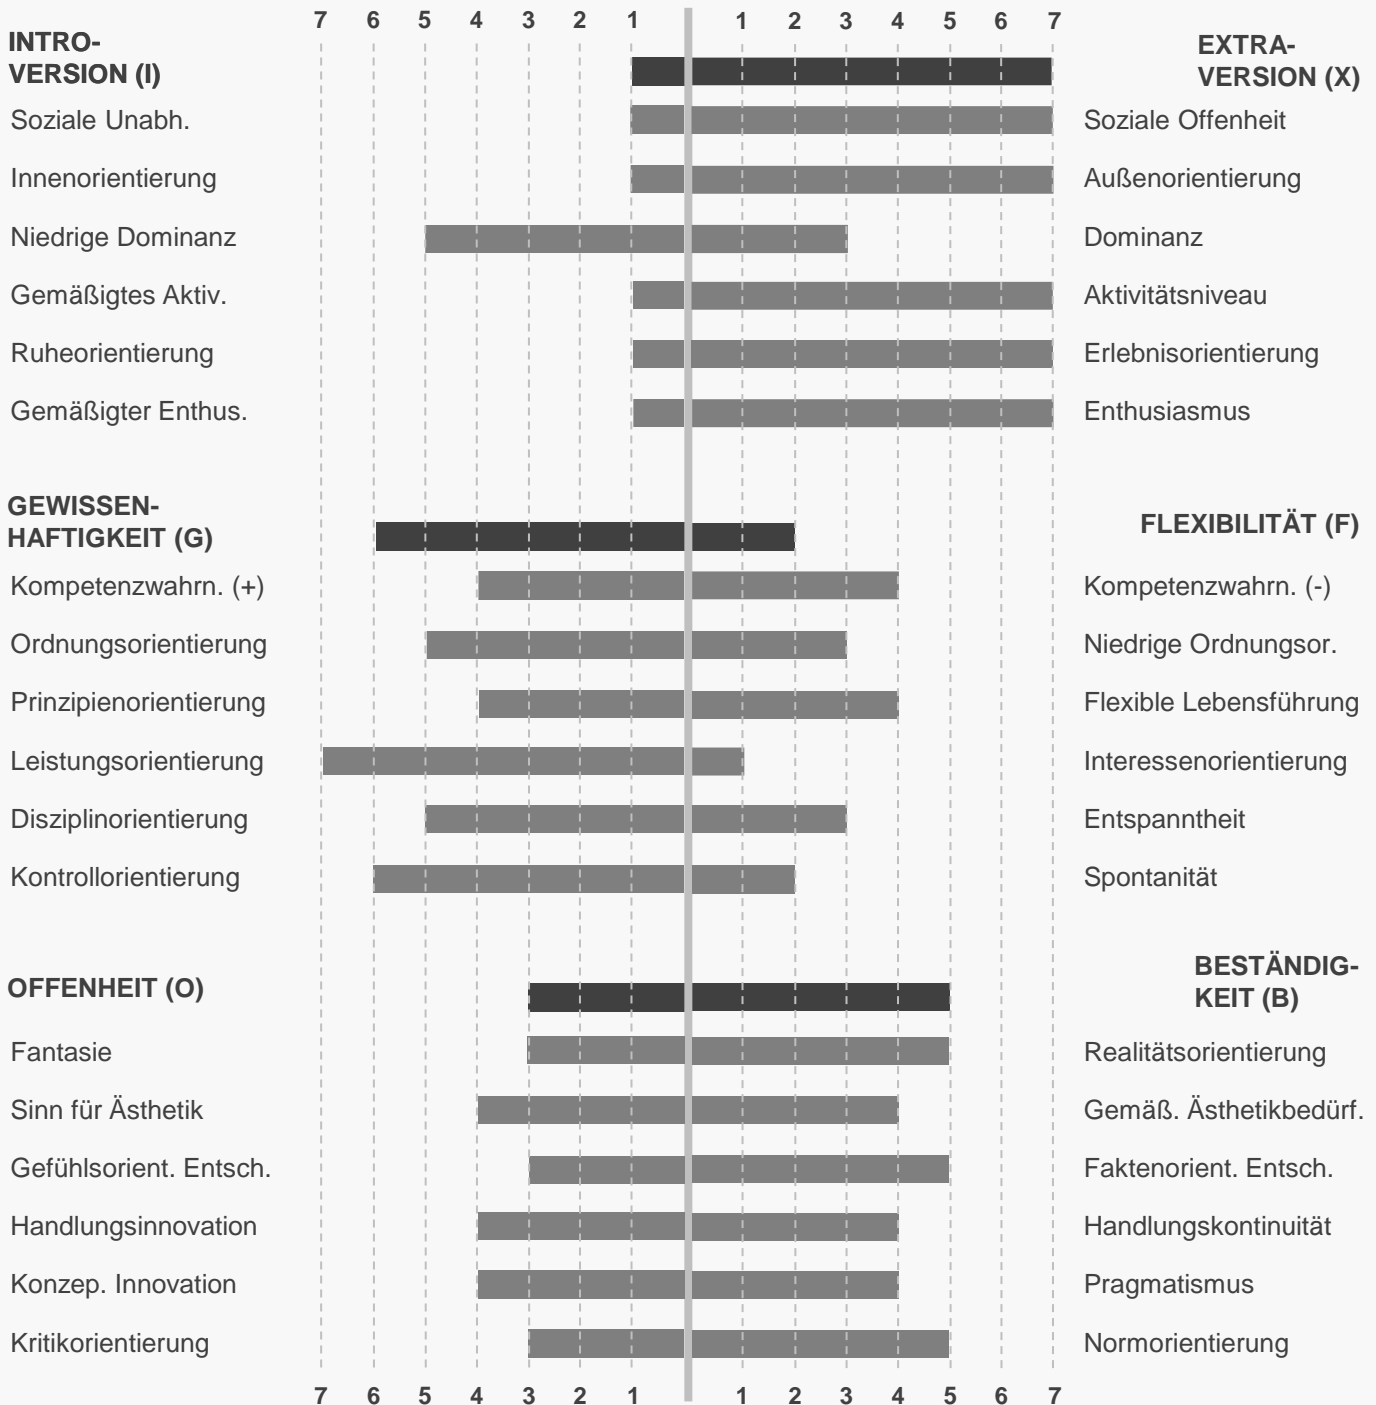 7 6 5 4 3 2 1 1 2 3 4 5 6 7
INTRO-
VERSION (I)
EXTRA-
VERSION (X)
Soziale Unabh. Soziale Offenheit
Innenorientierung Außenorientierung
Niedrige Dominanz Dominanz
Gemäßigtes Aktiv. Aktivitätsniveau
Ruheorientierung Erlebnisorientierung
Gemäßigter Enthus. Enthusiasmus
GEWISSEN-
HAFTIGKEIT (G)
FLEXIBILITÄT (F)
Kompetenzwahrn. (+) Kompetenzwahrn. (-)
Ordnungsorientierung Niedrige Ordnungsor.
Prinzipienorientierung Flexible Lebensführung
Leistungsorientierung Interessenorientierung
Disziplinorientierung Entspanntheit
Kontrollorientierung Spontanität
OFFENHEIT (O)
BESTÄNDIG-
KEIT (B)
Fantasie Realitätsorientierung
Sinn für Ästhetik Gemäß. Ästhetikbedürf.
Gefühlsorient. Entsch. Faktenorient. Entsch.
Handlungsinnovation Handlungskontinuität
Konzep. Innovation Pragmatismus
Kritikorientierung Normorientierung
7 6 5 4 3 2 1 1 2 3 4 5 6 7